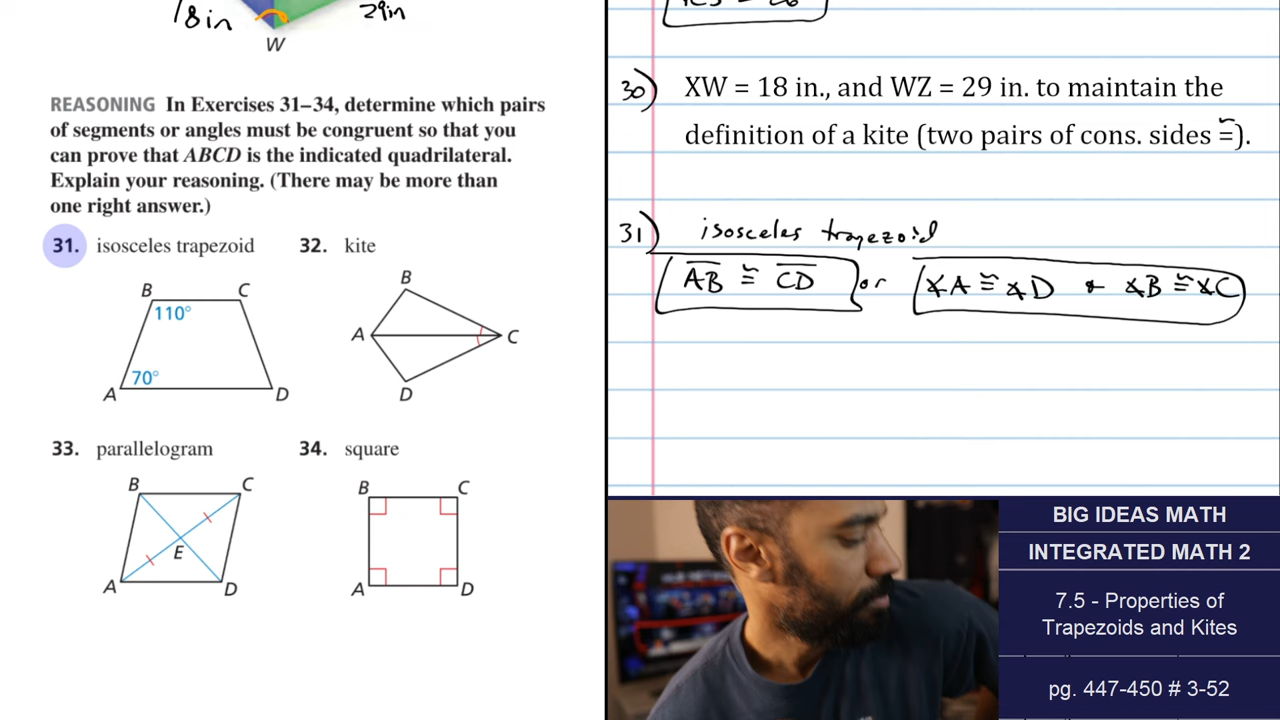 18in
29in
W
REASONING In Exercises 31–34, determine which pairs
of segments or angles must be congruent so that you
can prove that ABCD is the indicated quadrilateral.
Explain your reasoning. (There may be more than
one right answer.)
31. isosceles trapezoid
32. kite
B C
110°
70°
A D
B
A C
D
33. parallelogram
34. square
B C
E
A D
B C
A D
30) XW = 18 in., and WZ = 29 in. to maintain the
definition of a kite (two pairs of cons. sides ≅).
31) isosceles trapezoid
AB ≅ CD or ∡A ≅ ∡D & ∡B ≅ ∡C
BIG IDEAS MATH
INTEGRATED MATH 2
7.5 - Properties of
Trapezoids and Kites
pg. 447-450 # 3-52